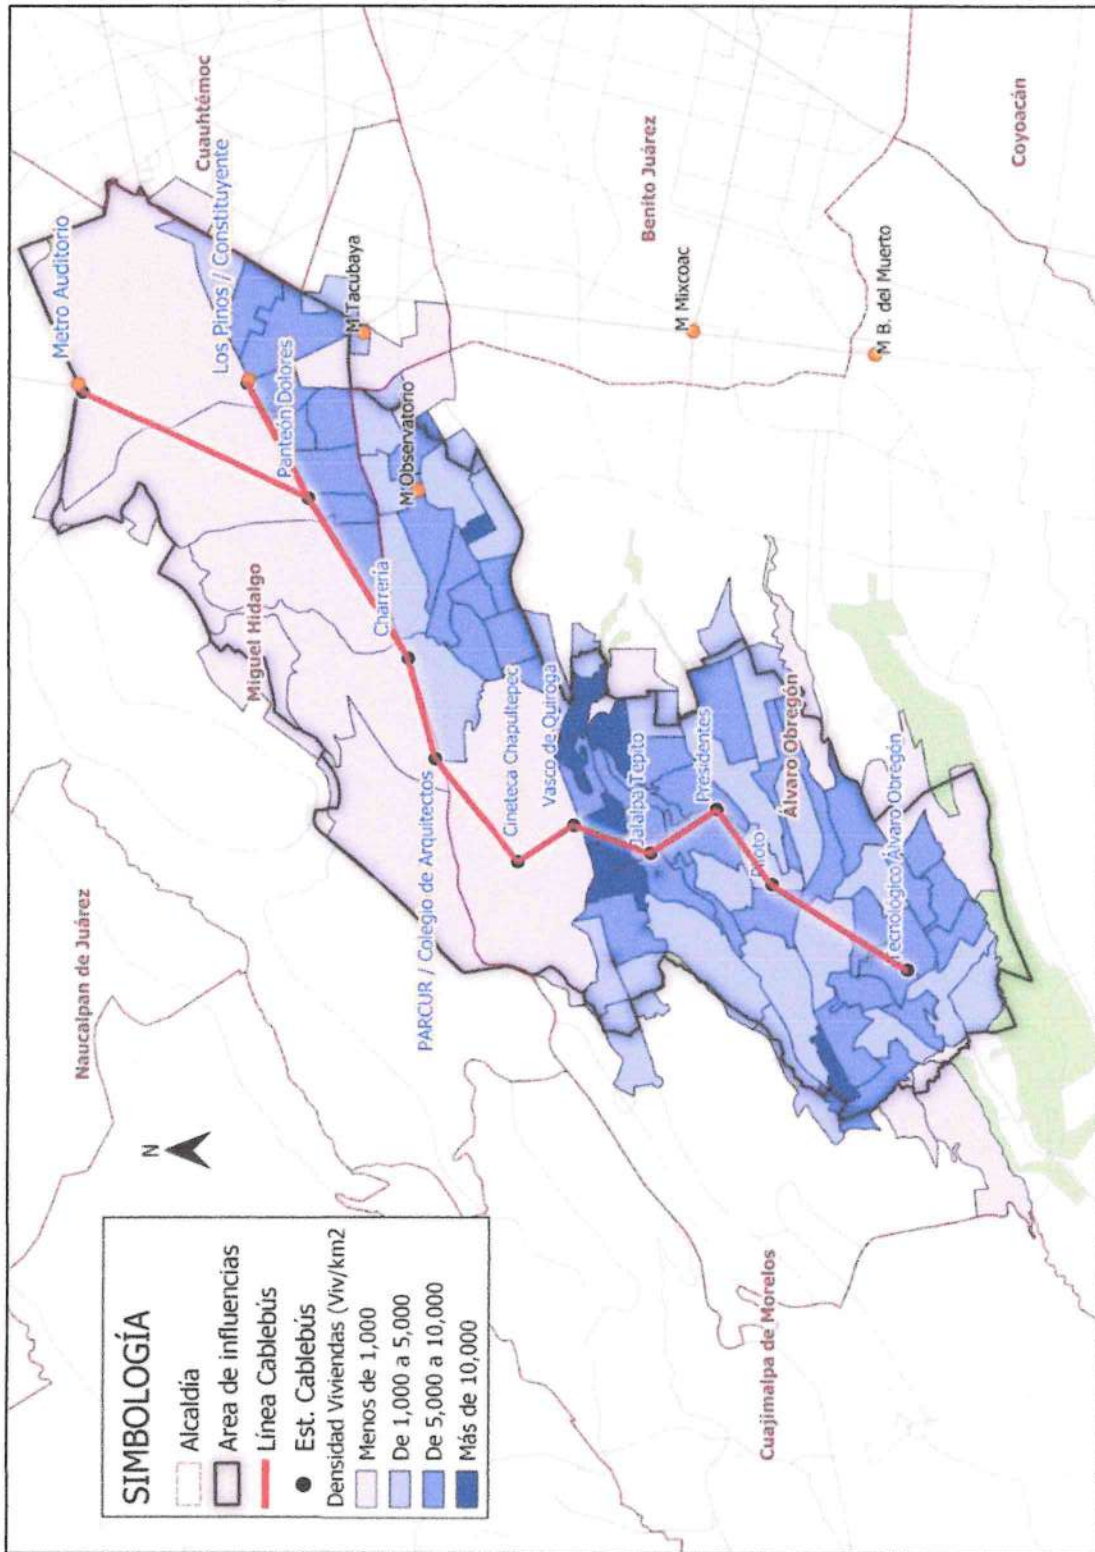 SIMBOLOGÍA
Alcaldía
Area de influencias
Línea Cablebús
Est. Cablebús
Densidad Viviendas (Viv/km2
Menos de 1,000
De 1,000 a 5,000
De 5,000 a 10,000
Más de 10,000
N
Naucalpan de Juárez
Cuajimalpa de Morelos
Miguel Hidalgo
Cuauhtémoc
Benito Juárez
Coyoacán
Álvaro Obregón
Metro Auditorio
Los Pinos / Constituyente
Panteón Dolores
Charrería
PARCUR / Colegio de Arquitectos
Cineteca Chapultepec
Vasco de Quiroga
Jalalpa Tepito
Presidentes
Tecnologico Álvaro Obregón
M Tacubaya
M Observatorio
M Mixcoac
M B. del Muerto